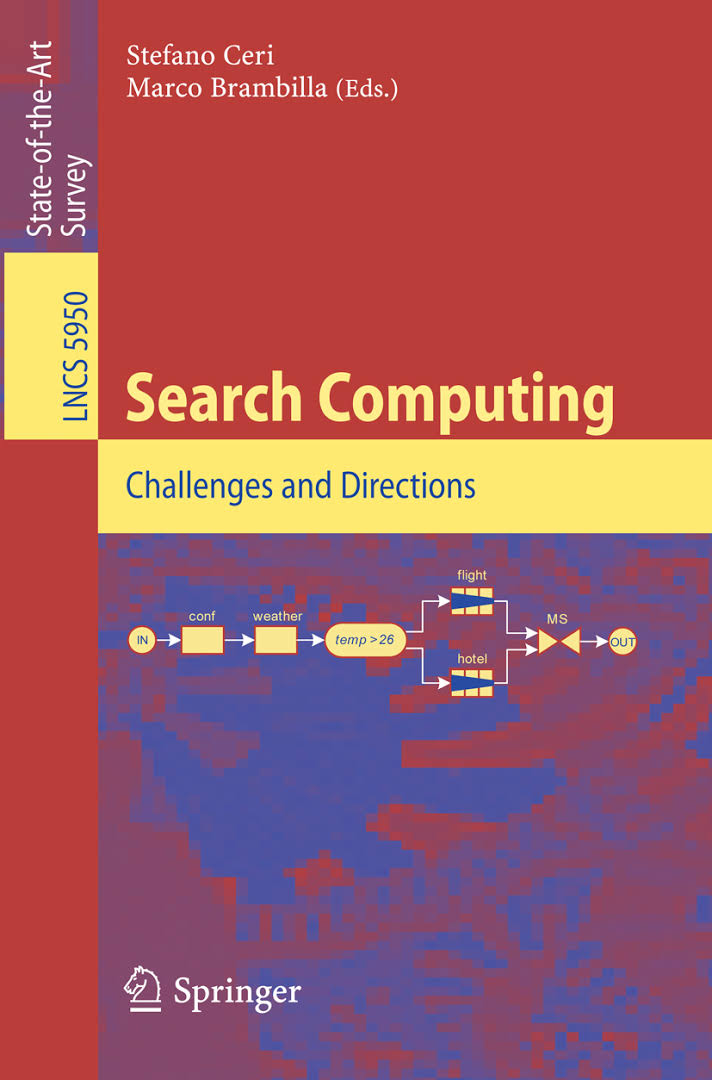 Stefano Ceri
Marco Brambilla (Eds.)
State-of-the-Art
Survey
LNCS 5950
Search Computing
Challenges and Directions
flight
conf
weather
MS
IN
temp > 26
OUT
hotel
Springer